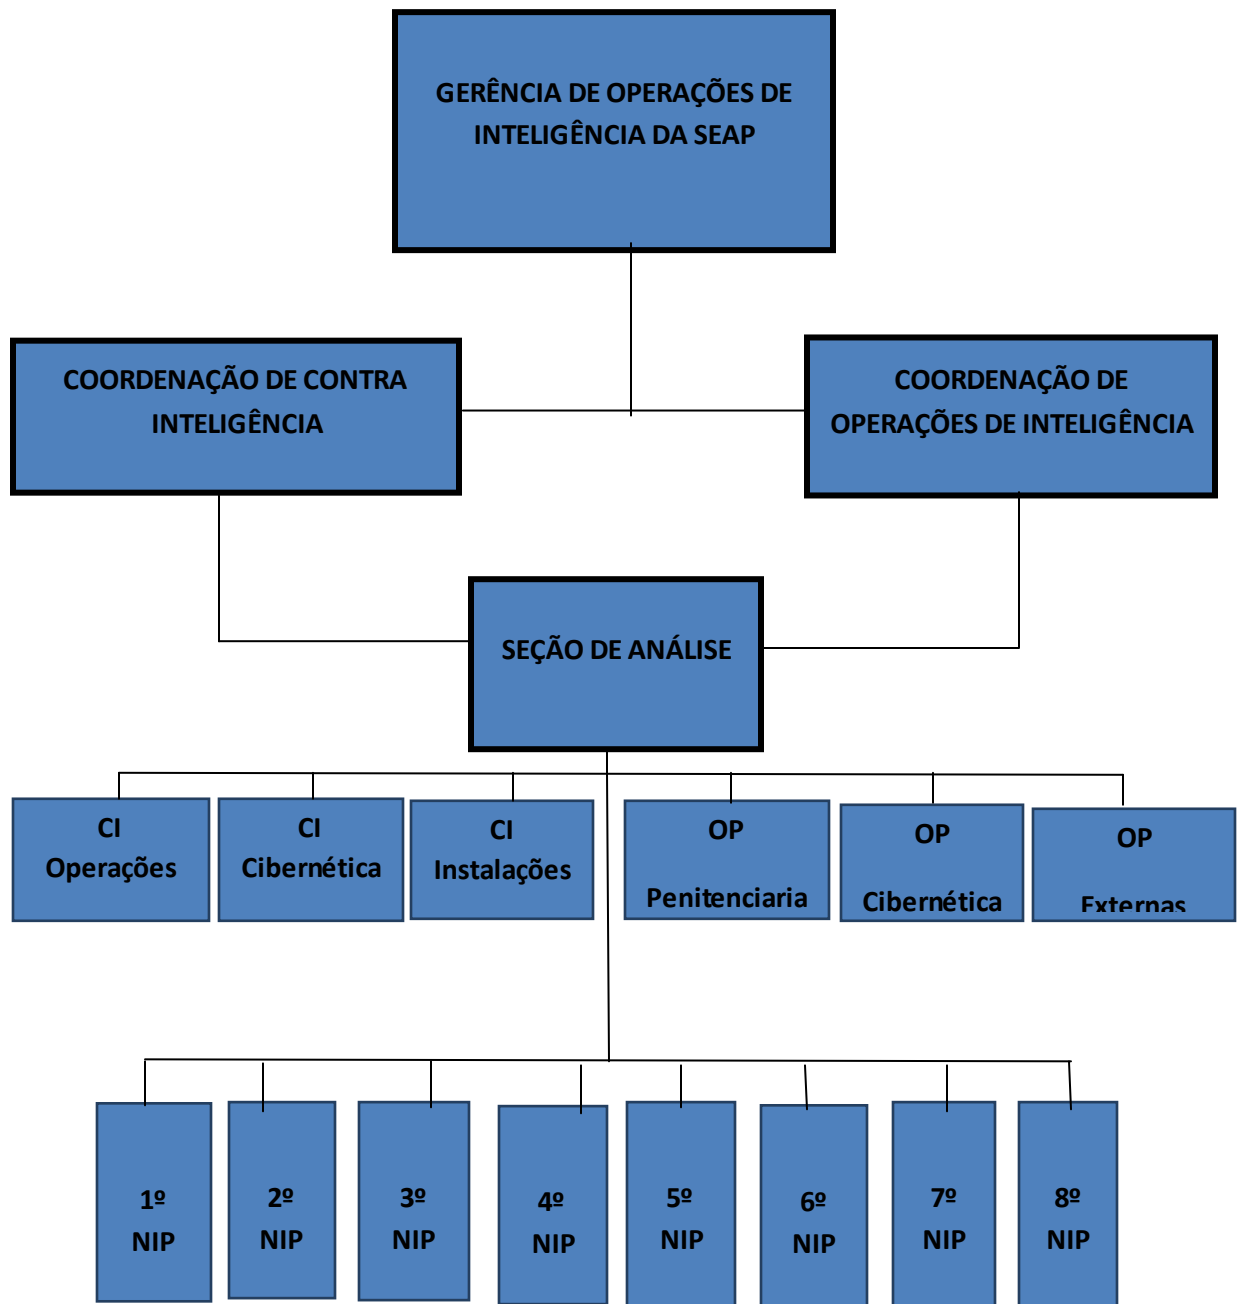 GERÊNCIA DE OPERAÇÕES DE
INTELIGÊNCIA DA SEAP
COORDENAÇÃO DE CONTRA
INTELIGÊNCIA
COORDENAÇÃO DE
OPERAÇÕES DE INTELIGÊNCIA
SEÇÃO DE ANÁLISE
CI
Operações
CI
Cibernética
CI
Instalações
OP
Penitenciaria
OP
Cibernética
OP
Externas
1º
NIP
2º
NIP
3º
NIP
4º
NIP
5º
NIP
6º
NIP
7º
NIP
8º
NIP